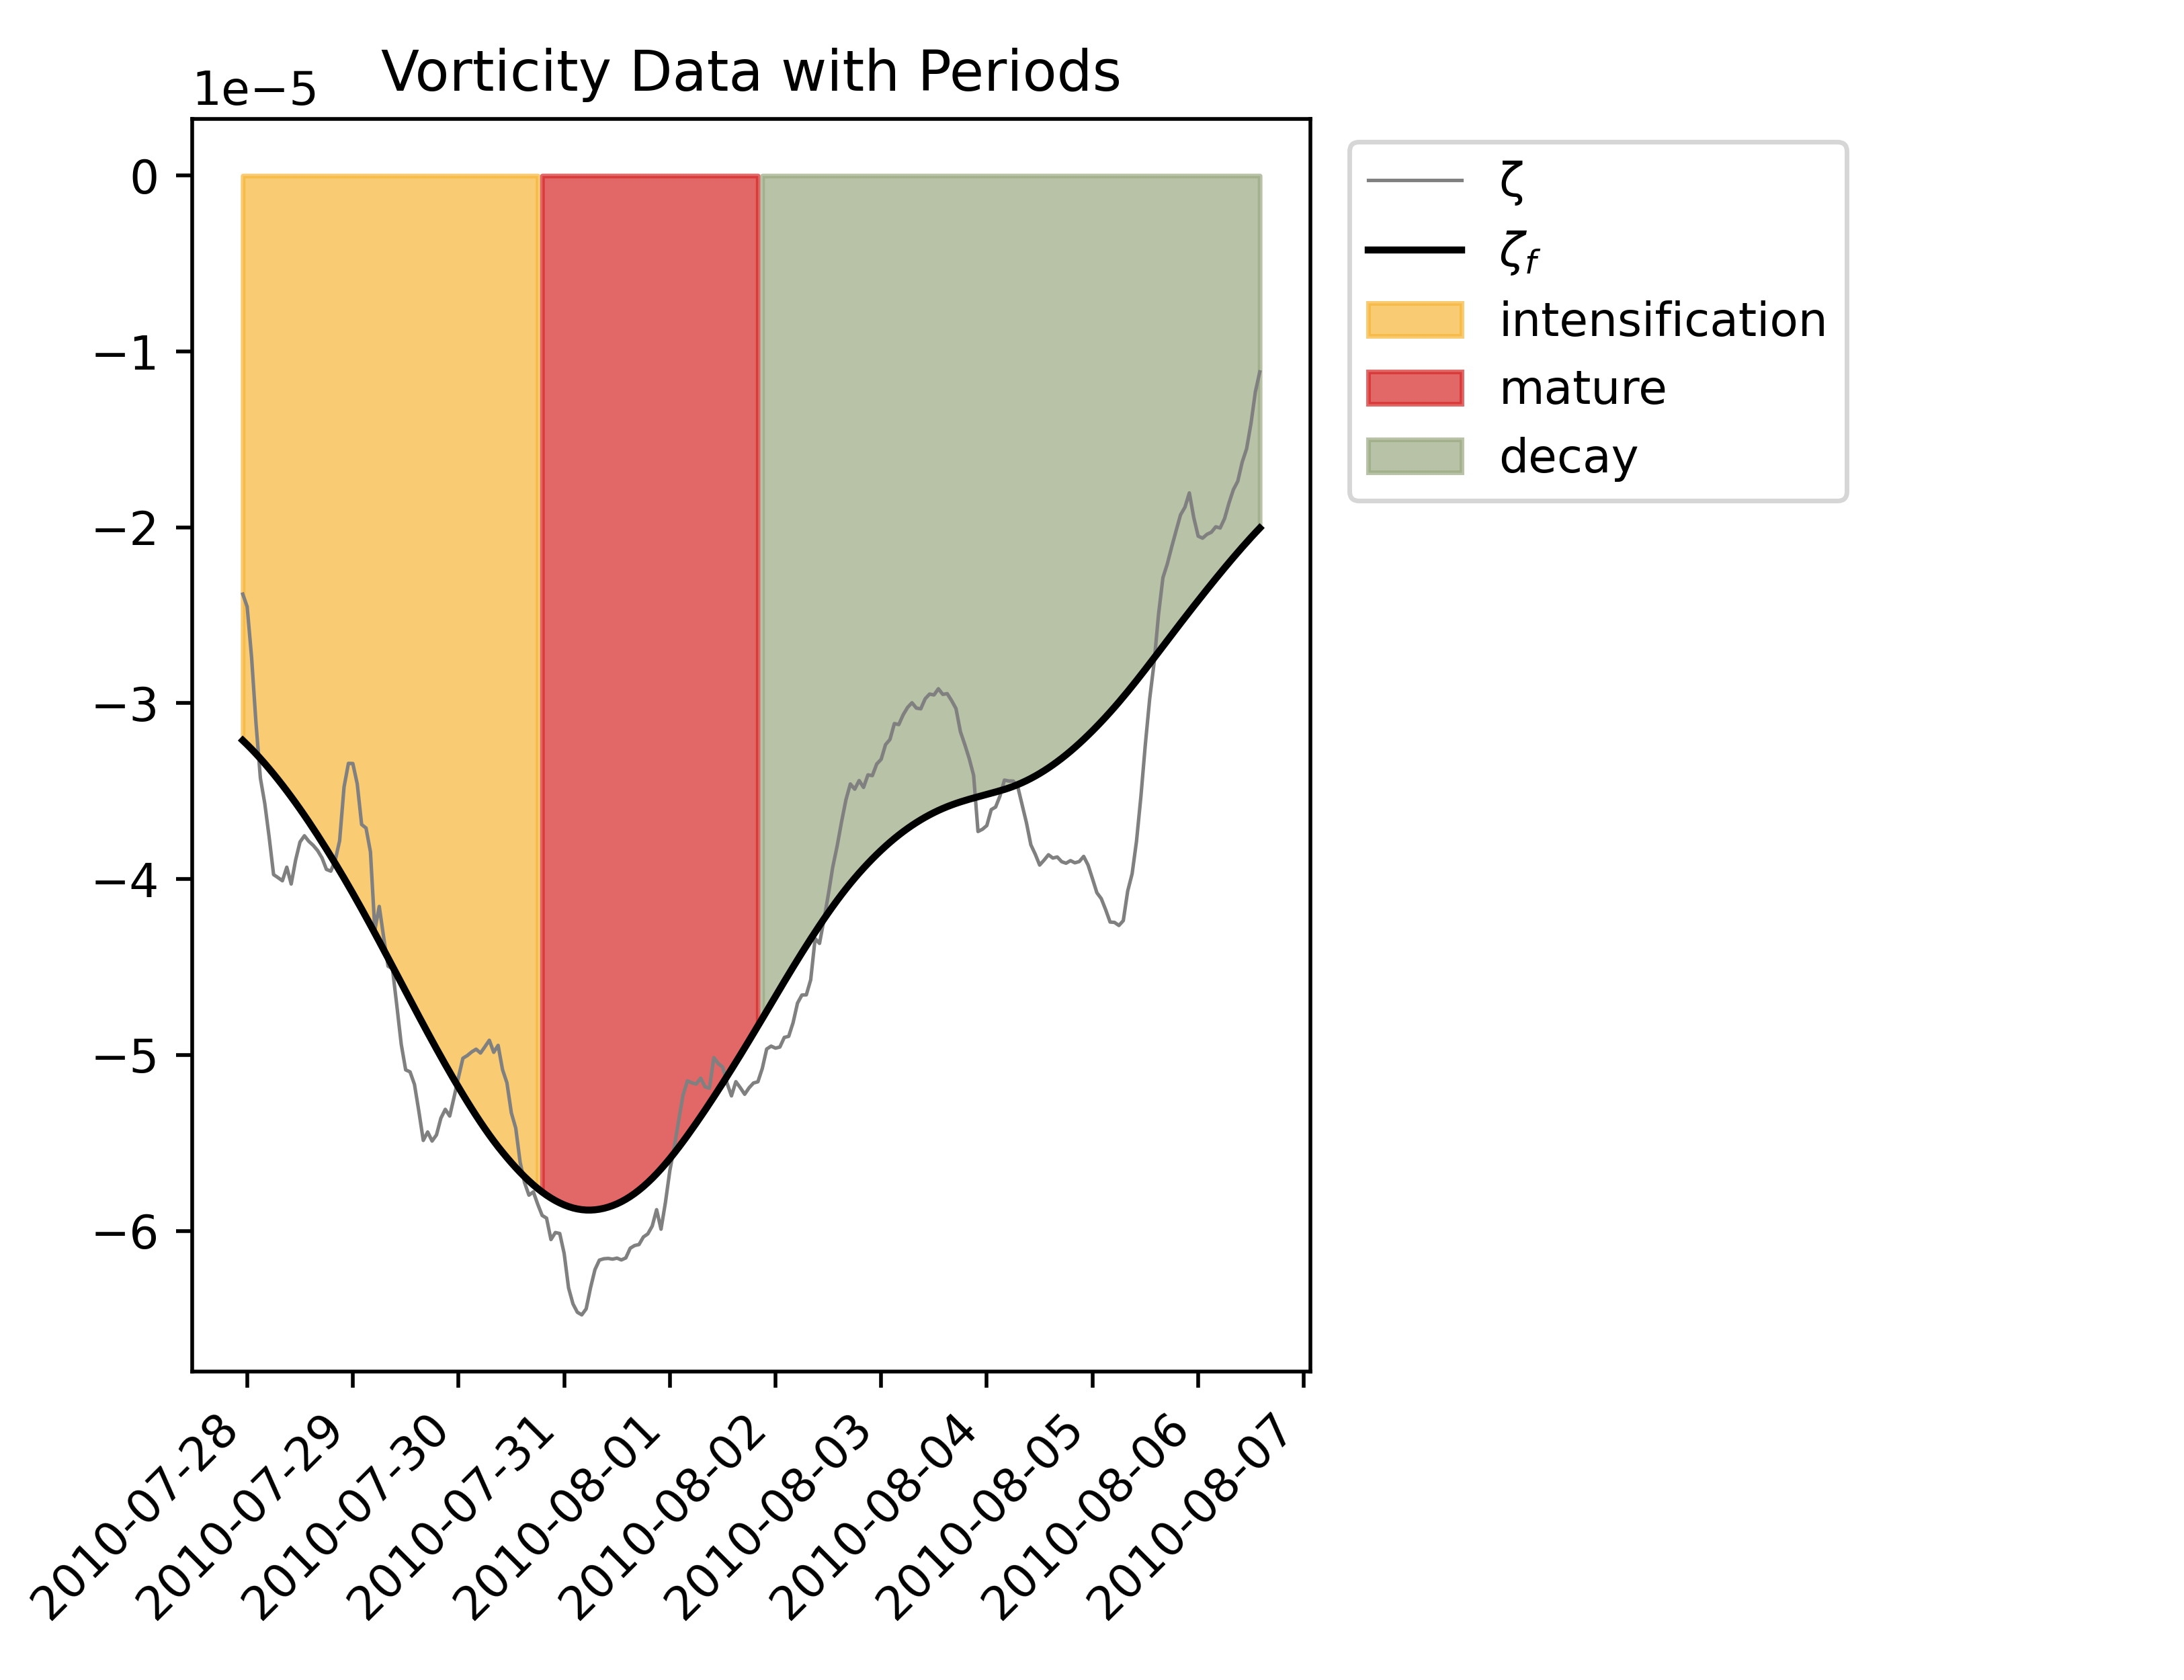 Vorticity Data with Periods
1e−5
0
−1
−2
−3
−4
−5
−6
2010-07-28
2010-07-29
2010-07-30
2010-07-31
2010-08-01
2010-08-02
2010-08-03
2010-08-04
2010-08-05
2010-08-06
2010-08-07
ζ
ζf
intensification
mature
decay